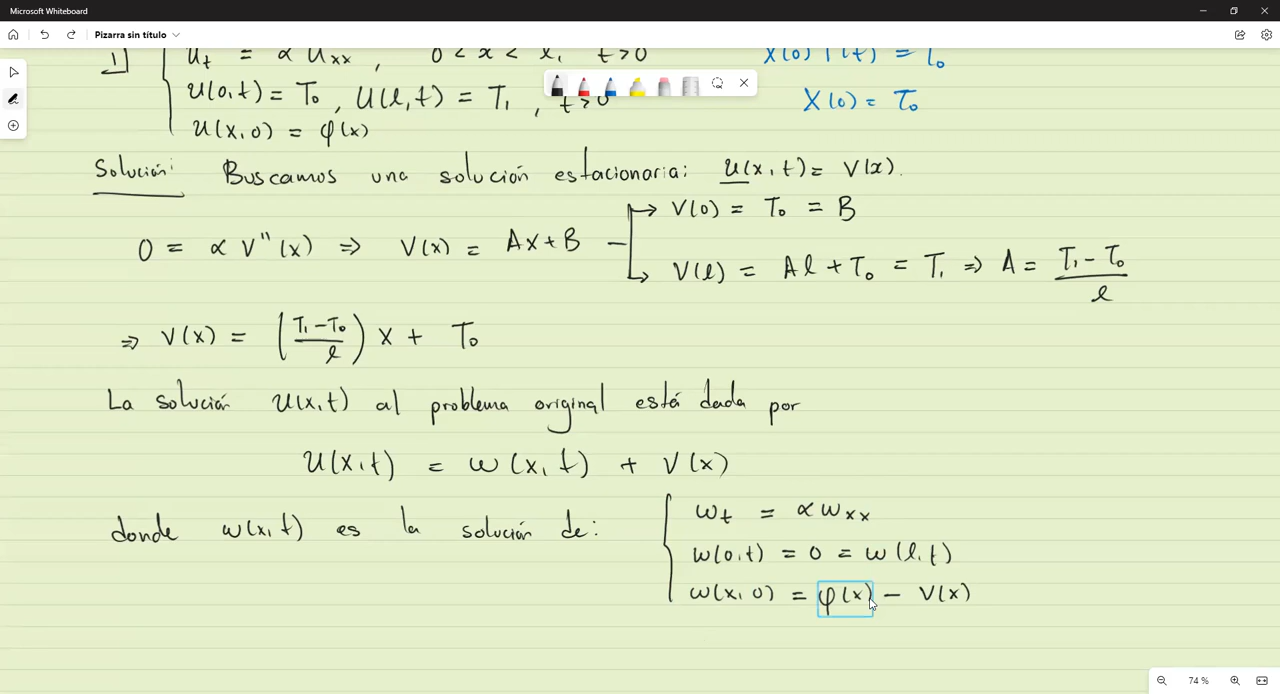 Microsoft Whiteboard
Pizarra sin título
1] u_t = α u_xx , 0 < x < l, t > 0
X(0) T(t) = T₀
u(0,t) = T₀ , u(l,t) = T₁ , t > 0
X(0) = T₀
u(x,0) = φ(x)
Solución: Buscamos una solución estacionaria: u(x,t) = V(x).
V(0) = T₀ = B
0 = α V''(x) ⇒ V(x) = Ax + B
V(l) = Al + T₀ = T₁ ⇒ A = (T₁ - T₀)/l
⇒ V(x) = ((T₁ - T₀)/l) x + T₀
La solución u(x,t) al problema original está dada por
u(x,t) = w(x,t) + V(x)
donde w(x,t) es la solución de:
w_t = α w_xx
w(0,t) = 0 = w(l,t)
w(x,0) = φ(x) - V(x)
74 %